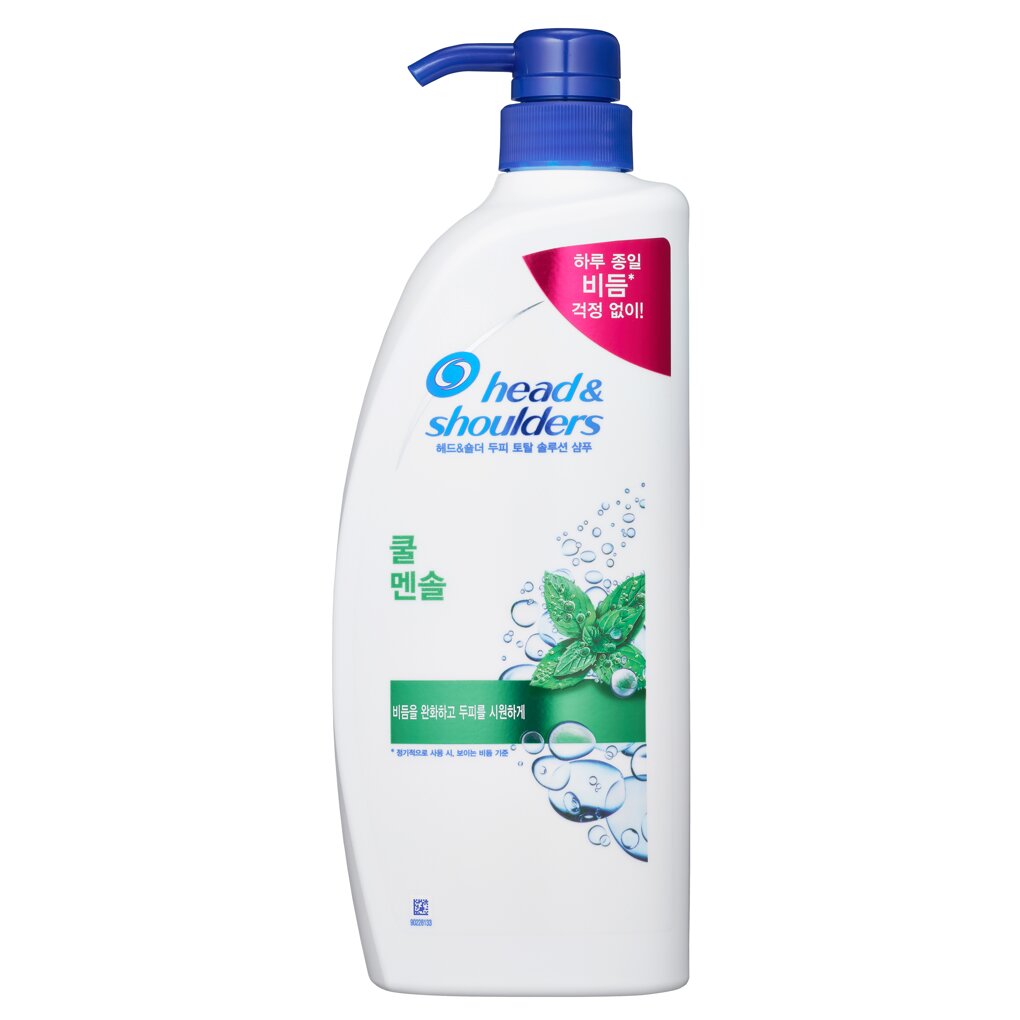 하루 종일
비듬*
걱정 없이!
head &
shoulders
헤드&숄더 두피 토탈 솔루션 샴푸
쿨
멘솔
비듬을 완화하고 두피를 시원하게
* 정기적으로 사용 시, 보이는 비듬 기준
90228133